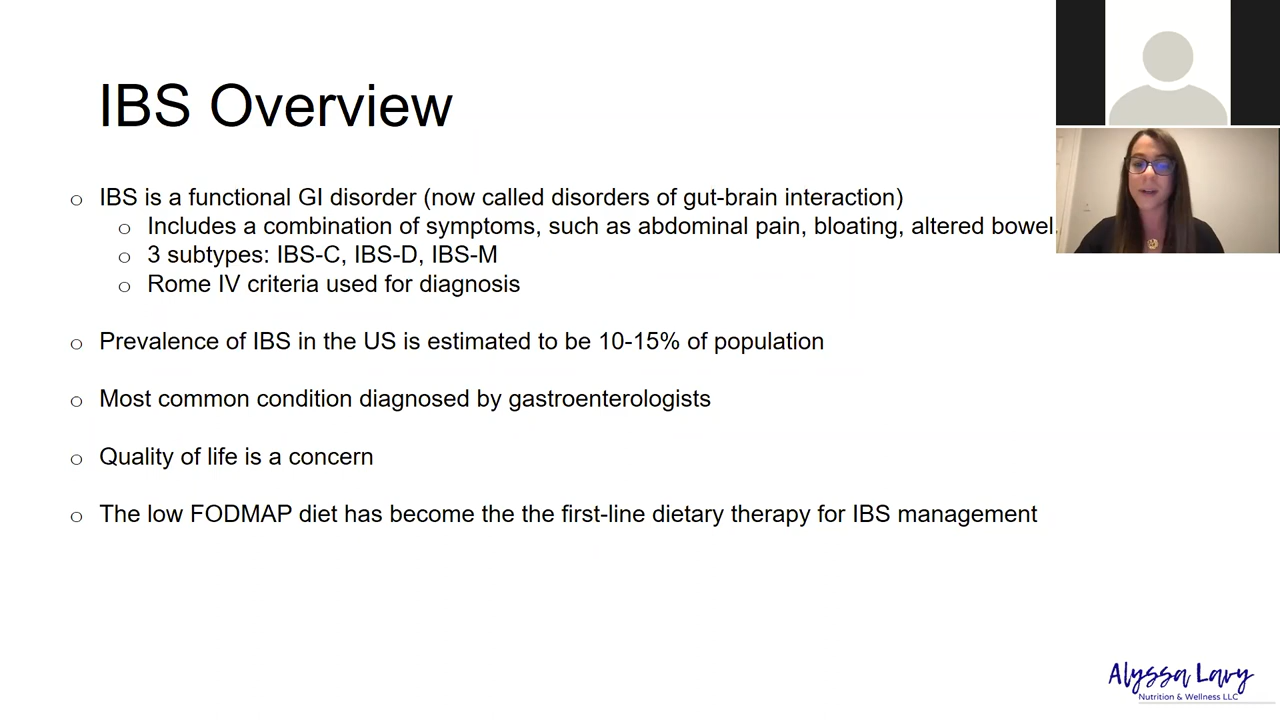 IBS Overview
IBS is a functional GI disorder (now called disorders of gut-brain interaction)
Includes a combination of symptoms, such as abdominal pain, bloating, altered bowel
3 subtypes: IBS-C, IBS-D, IBS-M
Rome IV criteria used for diagnosis
Prevalence of IBS in the US is estimated to be 10-15% of population
Most common condition diagnosed by gastroenterologists
Quality of life is a concern
The low FODMAP diet has become the the first-line dietary therapy for IBS management
Alyssa Lavy
Nutrition & Wellness LLC